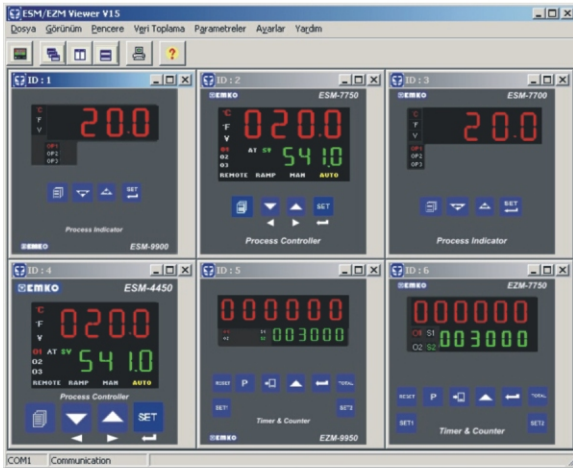 ESM/EZM Viewer V1.5
Dosya Görünüm Pencere Veri Toplama Parametreler Ayarlar Yardım
?
ID : 1
°C
°F
V
20.0
OP1
OP2
OP3
SET
Process Indicator
EMKO ESM-9900
ID : 2
EMKO ESM-7750
°C
°F
V
020.0
O1 AT SV
O2
O3
541.0
REMOTE RAMP MAN AUTO
SET
Process Controller
ID : 3
EMKO ESM-7700
°C
°F
V
20.0
OP1
OP2
OP3
SET
Process Indicator
ID : 4
EMKO ESM-4450
°C
°F
V
020.0
O1 AT SV
O2
O3
541.0
REMOTE RAMP MAN AUTO
Process Controller
SET
ID : 5
000000
003000
RESET P TOTAL
SET1 SET2
Timer & Counter
EMKO EZM-9950
ID : 6
EMKO EZM-7750
000000
O1 S1
O2 S2
003000
RESET P TOTAL
SET1 SET2
Timer & Counter
COM1 Communication